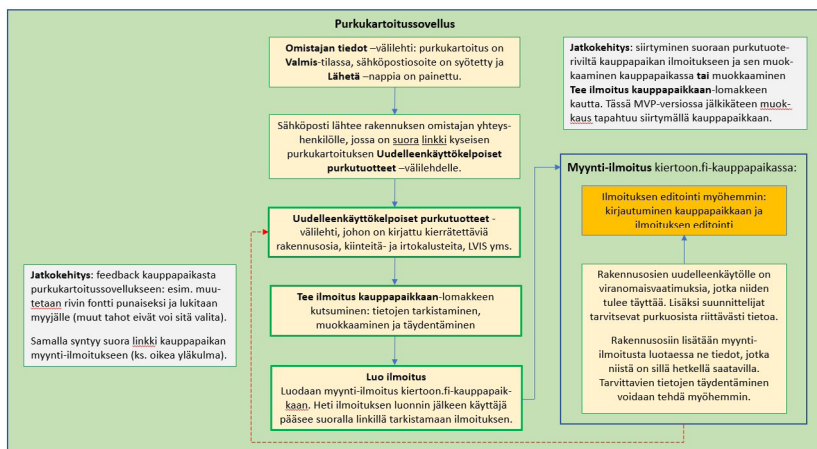 Purkukartoitussovellus
Omistajan tiedot –välilehti: purkukartoitus on
Valmis-tilassa, sähköpostiosoite on syötetty ja
Lähetä –nappia on painettu.
Sähköposti lähtee rakennuksen omistajan yhteys-
henkilölle, jossa on suora linkki kyseisen
purkukartoituksen Uudelleenkäyttökelpoiset
purkutuotteet –välilehdelle.
Uudelleenkäyttökelpoiset purkutuotteet -
välilehti, johon on kirjattu kierrätettäviä
rakennusosia, kiinteitä- ja irtokalusteita, LVIS yms.
Tee ilmoitus kauppapaikkaan-lomakkeen
kutsuminen: tietojen tarkistaminen,
muokkaaminen ja täydentäminen
Luo ilmoitus
Luodaan myynti-ilmoitus kiertoon.fi-kauppapaik-
kaan. Heti ilmoituksen luonnin jälkeen käyttäjä
pääsee suoralla linkillä tarkistamaan ilmoituksen.
Jatkokehitys: feedback kauppapaikasta
purkukartoitussovellukseen: esim. muu-
tetaan rivin fontti punaiseksi ja lukitaan
myyjälle (muut tahot eivät voi sitä valita).
Samalla syntyy suora linkki kauppapaikan
myynti-ilmoitukseen (ks. oikea yläkulma).
Jatkokehitys: siirtyminen suoraan purkutuote-
riviltä kauppapaikan ilmoitukseen ja sen muok-
kaaminen kauppapaikassa tai muokkaaminen
Tee ilmoitus kauppapaikkaan-lomakkeen
kautta. Tässä MVP-versiossa jälkikäteen muok-
kaus tapahtuu siirtymällä kauppapaikkaan.
Myynti-ilmoitus kiertoon.fi-kauppapaikassa:
Ilmoituksen editointi myöhemmin:
kirjautuminen kauppapaikkaan ja
ilmoituksen editointi
Rakennusosien uudelleenkäytölle on
viranomaisvaatimuksia, jotka niiden
tulee täyttää. Lisäksi suunnittelijat
tarvitsevat purkuosista riittävästi tietoa.
Rakennusosiin lisätään myynti-
ilmoitusta luotaessa ne tiedot, jotka
niistä on sillä hetkellä saatavilla.
Tarvittavien tietojen täydentäminen
voidaan tehdä myöhemmin.